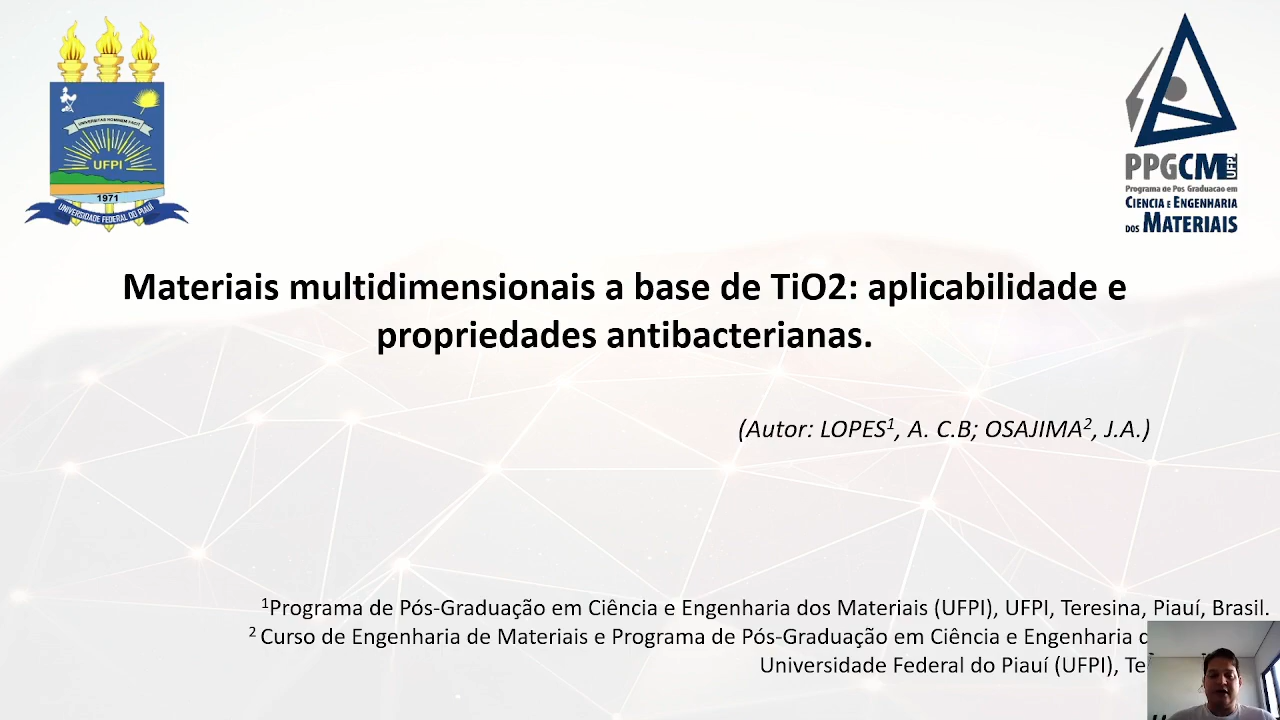 UNIVERSITAS HOMINEM FACIT
UFPI
1971
UNIVERSIDADE FEDERAL DO PIAUÍ
PPGCM UFPI
Programa de Pós Graduacao em
CIENCIA E ENGENHARIA
DOS MATERIAIS
Materiais multidimensionais a base de TiO2: aplicabilidade e
propriedades antibacterianas.
(Autor: LOPES1, A. C.B; OSAJIMA2, J.A.)
1Programa de Pós-Graduação em Ciência e Engenharia dos Materiais (UFPI), UFPI, Teresina, Piauí, Brasil.
2 Curso de Engenharia de Materiais e Programa de Pós-Graduação em Ciência e Engenharia
Universidade Federal do Piauí (UFPI),